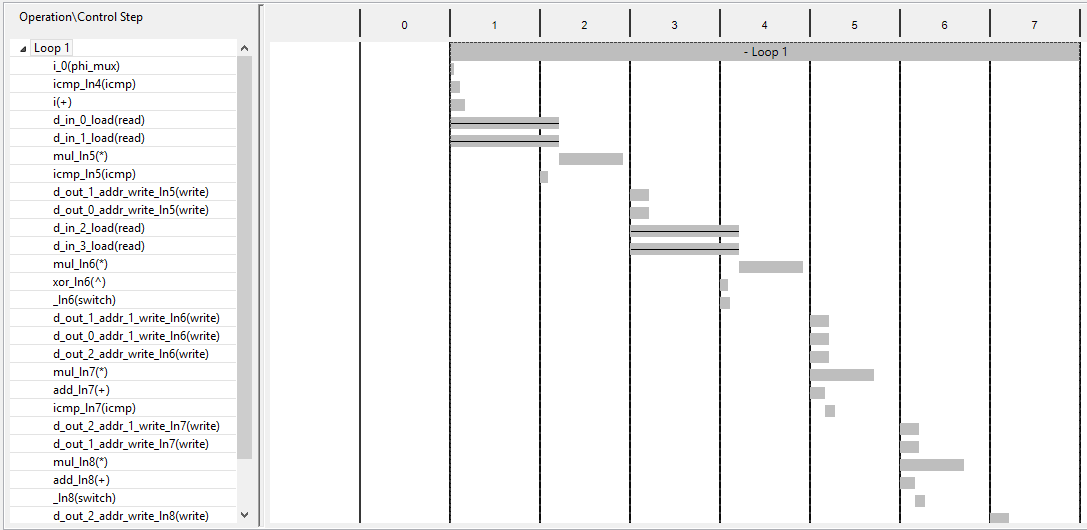 Operation\Control Step
0 1 2 3 4 5 6 7
Loop 1
- Loop 1
i_0(phi_mux)
icmp_ln4(icmp)
i(+)
d_in_0_load(read)
d_in_1_load(read)
mul_ln5(*)
icmp_ln5(icmp)
d_out_1_addr_write_ln5(write)
d_out_0_addr_write_ln5(write)
d_in_2_load(read)
d_in_3_load(read)
mul_ln6(*)
xor_ln6(^)
_ln6(switch)
d_out_1_addr_1_write_ln6(write)
d_out_0_addr_1_write_ln6(write)
d_out_2_addr_write_ln6(write)
mul_ln7(*)
add_ln7(+)
icmp_ln7(icmp)
d_out_2_addr_1_write_ln7(write)
d_out_1_addr_write_ln7(write)
mul_ln8(*)
add_ln8(+)
_ln8(switch)
d_out_2_addr_write_ln8(write)